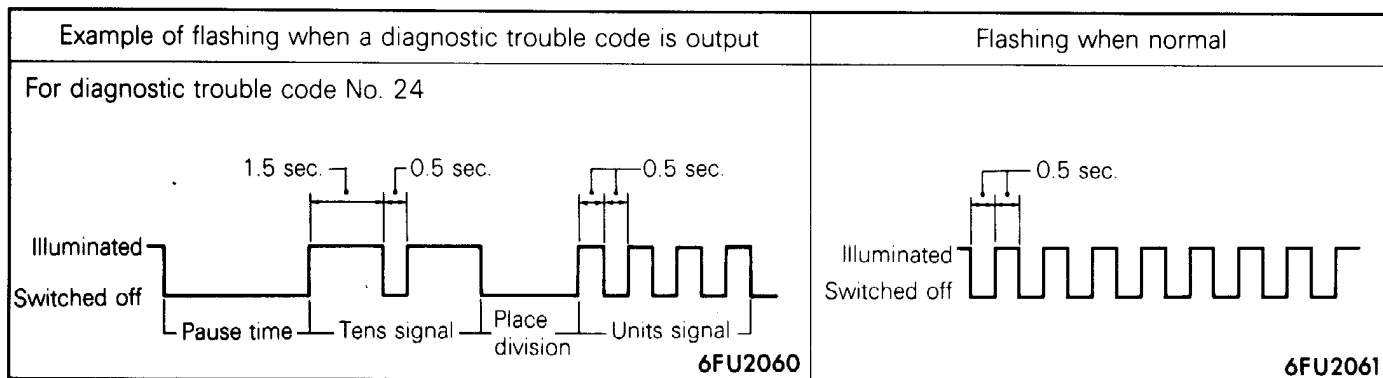 Example of flashing when a diagnostic trouble code is output
For diagnostic trouble code No. 24
1.5 sec.
0.5 sec.
0.5 sec.
Illuminated
Switched off
Pause time
Tens signal
Place
division
Units signal
6FU2060
Flashing when normal
0.5 sec.
Illuminated
Switched off
6FU2061